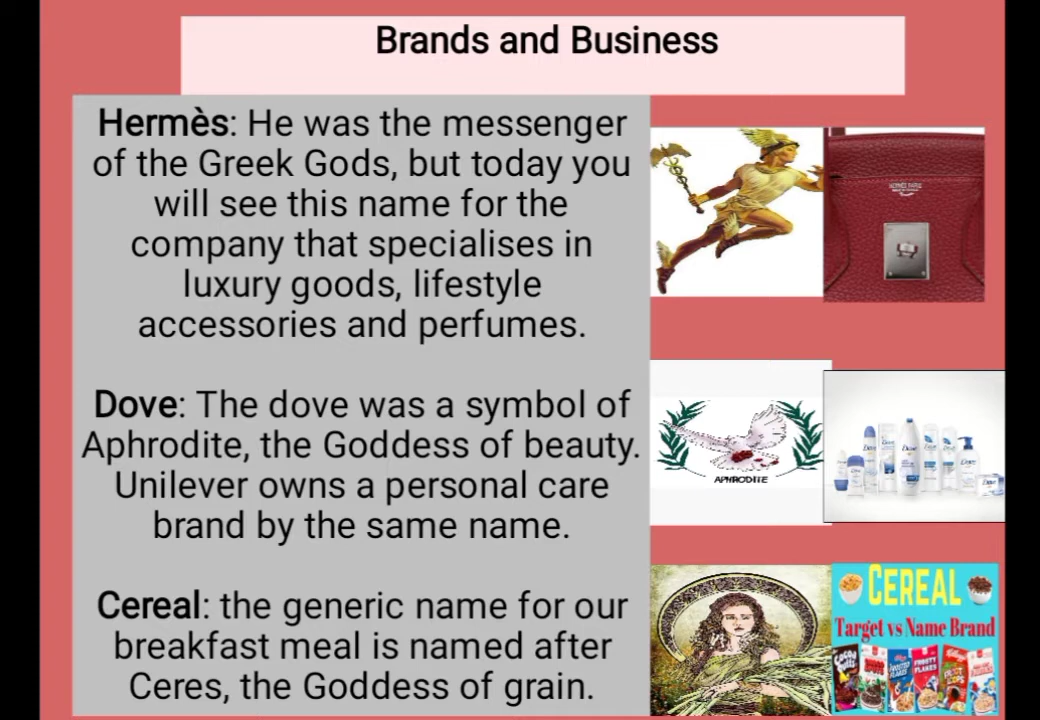 Brands and Business
Hermès: He was the messenger
of the Greek Gods, but today you
will see this name for the
company that specialises in
luxury goods, lifestyle
accessories and perfumes.
Dove: The dove was a symbol of
Aphrodite, the Goddess of beauty.
Unilever owns a personal care
brand by the same name.
Cereal: the generic name for our
breakfast meal is named after
Ceres, the Goddess of grain.
HERMÈS PARIS
APHRODITE
Dove
CEREAL
Target vs Name Brand